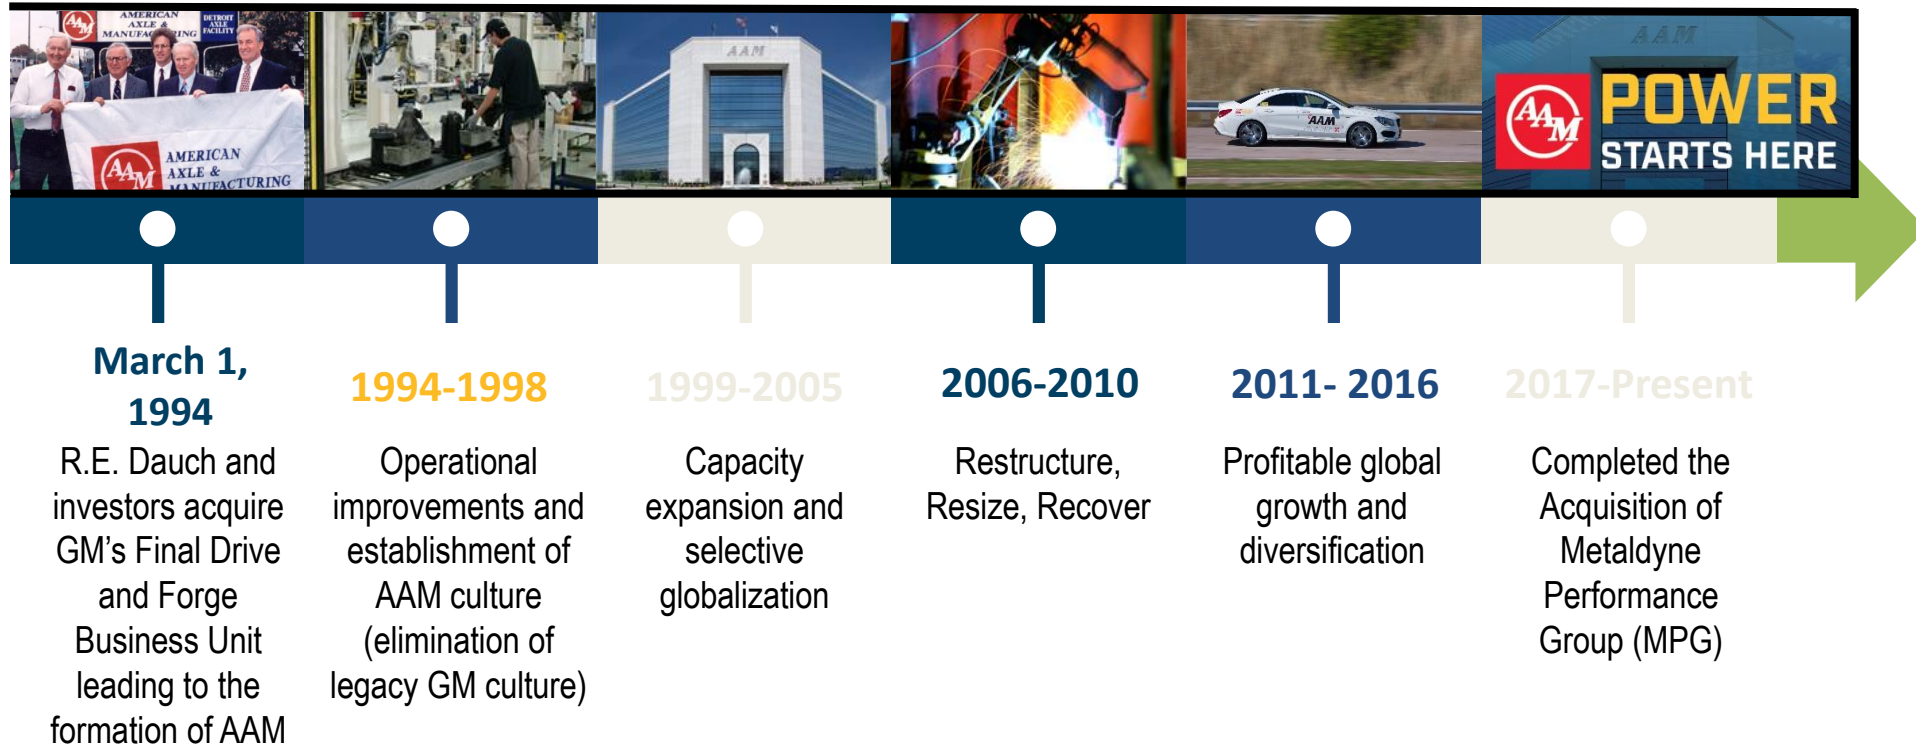 AAM
AMERICAN
AXLE &
MANUFACTURING
DETROIT
AXLE
FACILITY
AAM
AMERICAN
AXLE &
MANUFACTURING
AAM
AAM
AAM
AAM
POWER
STARTS HERE
March 1,
1994
R.E. Dauch and
investors acquire
GM’s Final Drive
and Forge
Business Unit
leading to the
formation of AAM
1994-1998
Operational
improvements and
establishment of
AAM culture
(elimination of
legacy GM culture)
1999-2005
Capacity
expansion and
selective
globalization
2006-2010
Restructure,
Resize, Recover
2011- 2016
Profitable global
growth and
diversification
2017-Present
Completed the
Acquisition of
Metaldyne
Performance
Group (MPG)